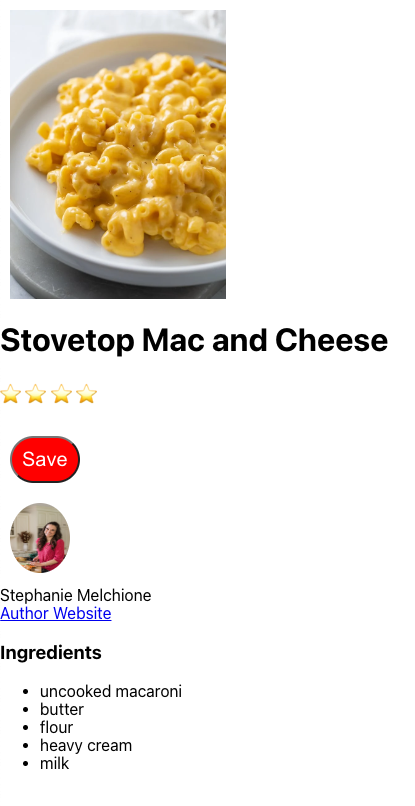 Stovetop Mac and Cheese
⭐⭐⭐⭐
Save
Stephanie Melchione
Author Website
Ingredients
• uncooked macaroni
• butter
• flour
• heavy cream
• milk